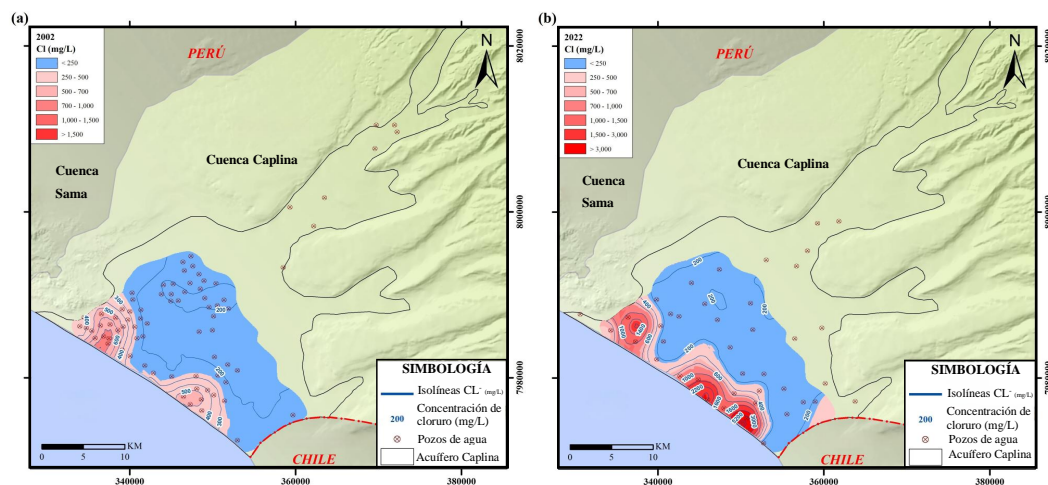 (a)
2002
Cl (mg/L)
< 250
250 - 500
500 - 700
700 - 1,000
1,000 - 1,500
> 1,500
PERÚ
N
Cuenca Caplina
Cuenca
Sama
8020000
8000000
7980000
200
400
300
SIMBOLOGÍA
Isolíneas CL- (mg/L)
200
Concentración de
cloruro (mg/L)
Pozos de agua
Acuífero Caplina
0 5 10 KM
CHILE
340000 360000 380000
(b)
2022
Cl (mg/L)
< 250
250 - 500
500 - 700
700 - 1,000
1,000 - 1,500
1,500 - 3,000
> 3,000
PERÚ
N
Cuenca Caplina
Cuenca
Sama
8020000
8000000
7980000
200
400
600
SIMBOLOGÍA
Isolíneas CL- (mg/L)
200
Concentración de
cloruro (mg/L)
Pozos de agua
Acuífero Caplina
0 5 10 KM
CHILE
340000 360000 380000